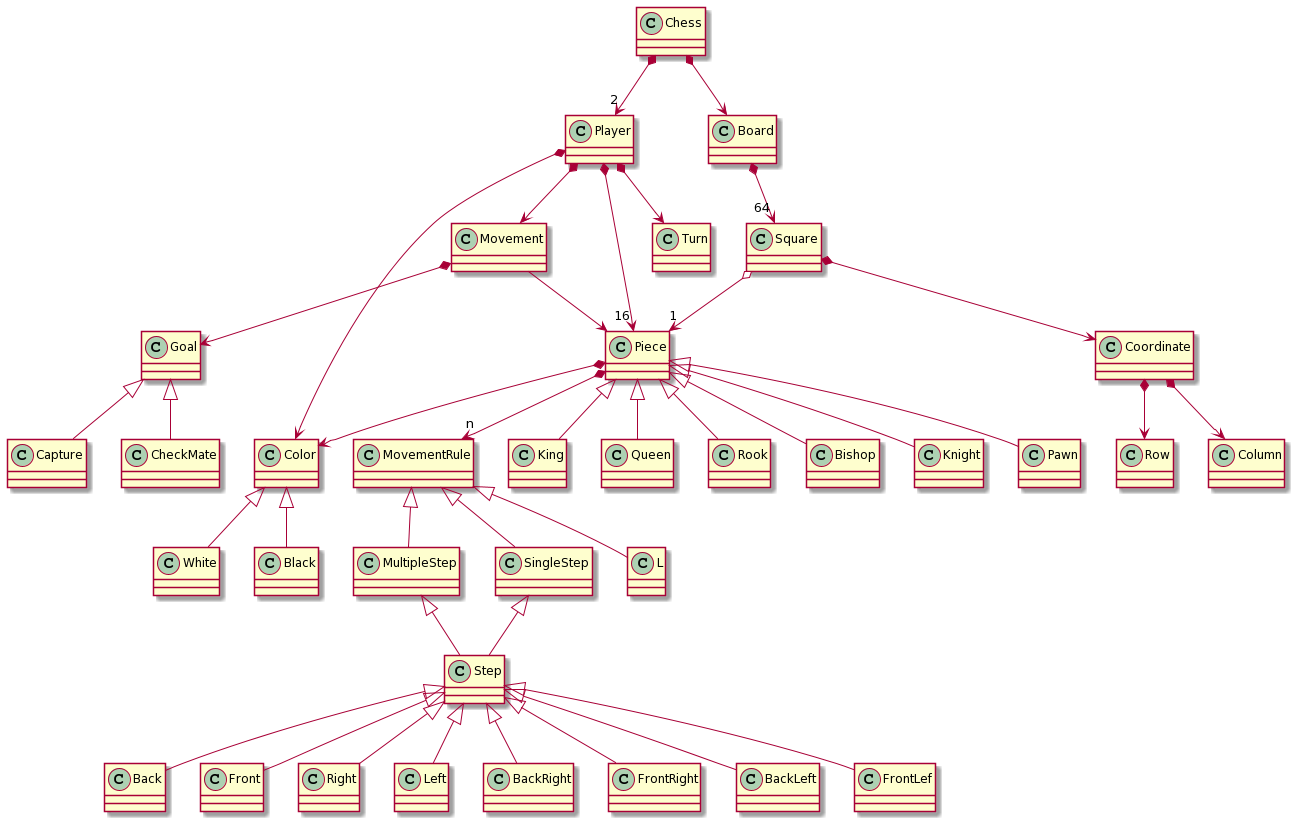 C Chess
2
C Player
C Board
64
C Movement
C Turn
C Square
16
1
C Goal
C Piece
C Coordinate
n
C Capture
C CheckMate
C Color
C MovementRule
C King
C Queen
C Rook
C Bishop
C Knight
C Pawn
C Row
C Column
C White
C Black
C MultipleStep
C SingleStep
C L
C Step
C Back
C Front
C Right
C Left
C BackRight
C FrontRight
C BackLeft
C FrontLef